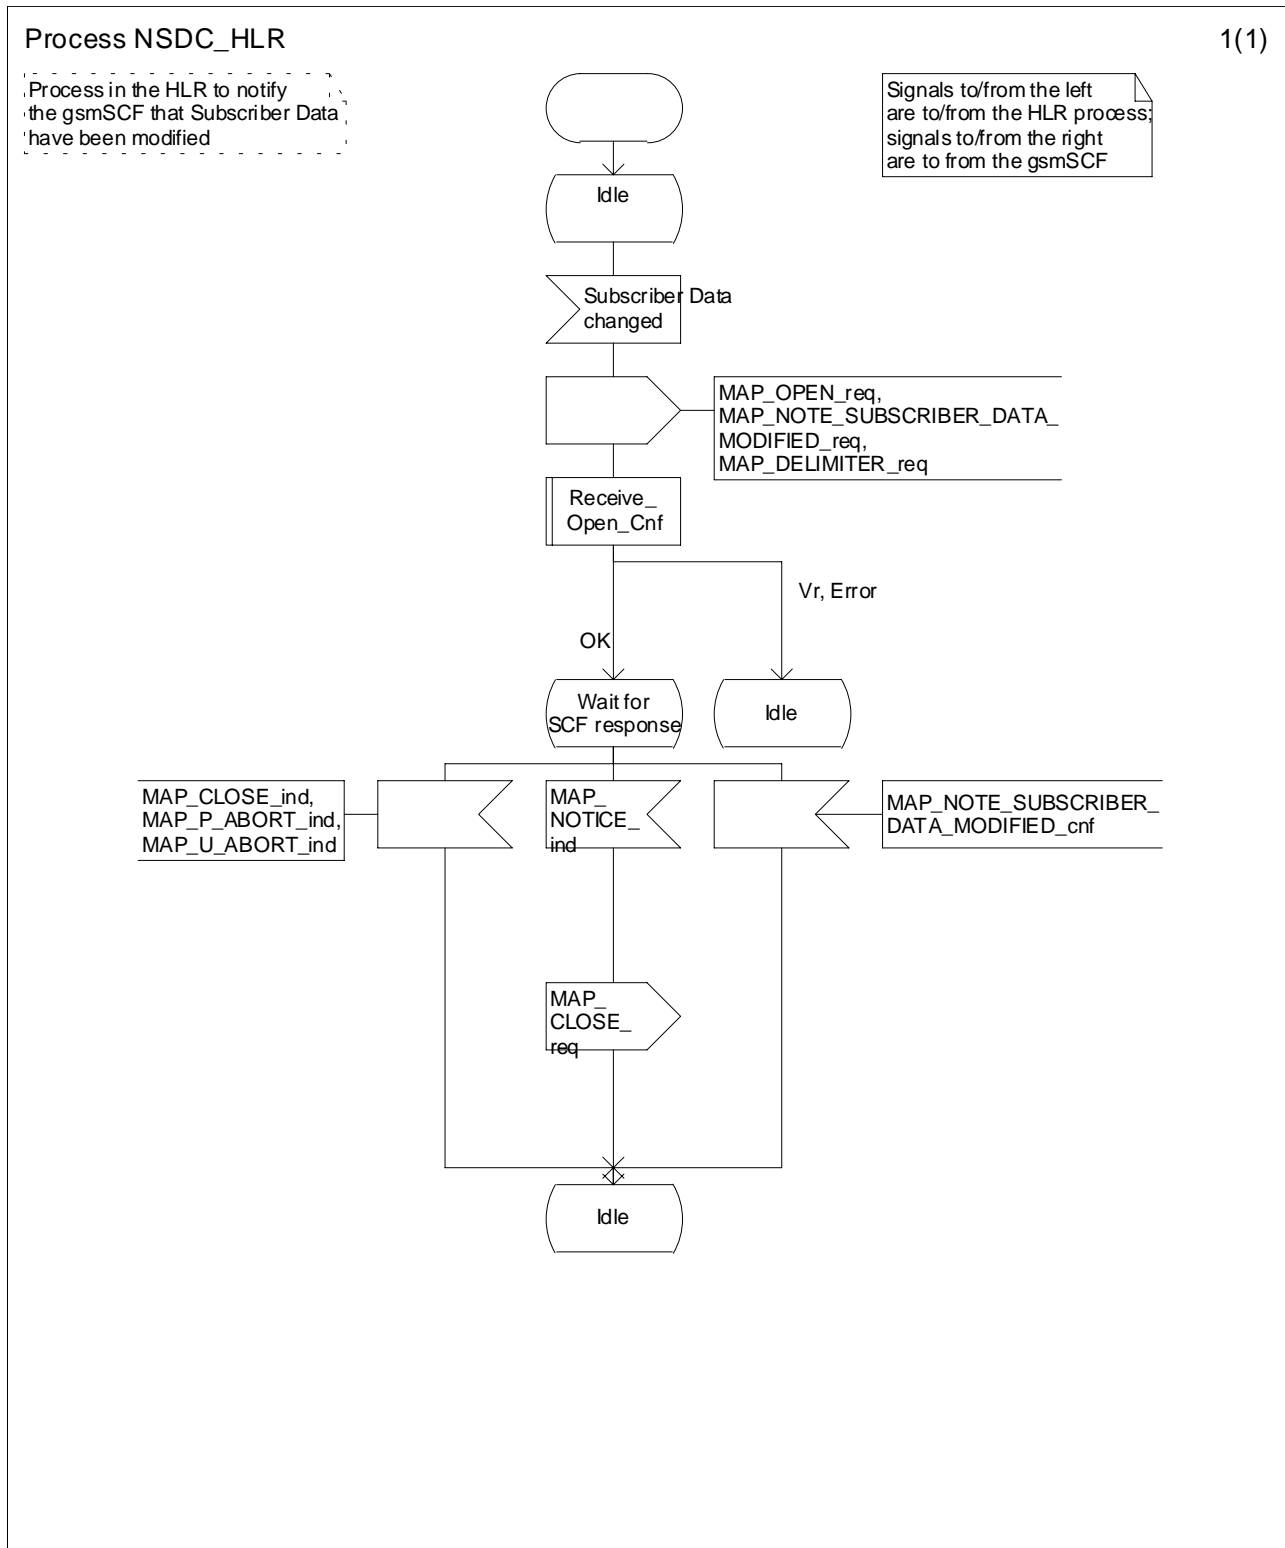 Process NSDC_HLR
1(1)
Process in the HLR to notify
the gsmSCF that Subscriber Data
have been modified
Signals to/from the left
are to/from the HLR process;
signals to/from the right
are to from the gsmSCF
Idle
Subscriber Data
changed
MAP_OPEN_req,
MAP_NOTE_SUBSCRIBER_DATA_
MODIFIED_req,
MAP_DELIMITER_req
Receive_
Open_Cnf
Vr, Error
OK
Wait for
SCF response
Idle
MAP_CLOSE_ind,
MAP_P_ABORT_ind,
MAP_U_ABORT_ind
MAP_
NOTICE_
ind
MAP_NOTE_SUBSCRIBER_
DATA_MODIFIED_cnf
MAP_
CLOSE_
req
Idle